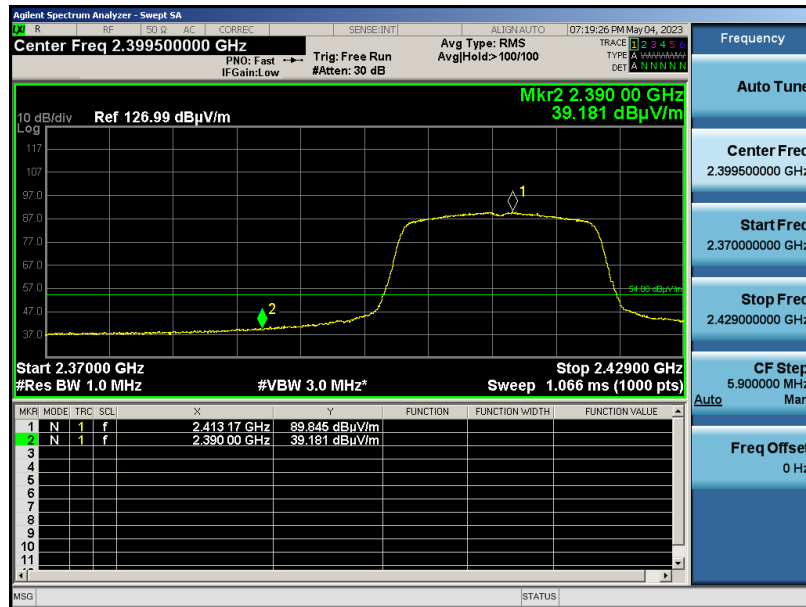 Agilent Spectrum Analyzer - Swept SA
LXI R RF 50 Ω AC CORREC SENSE:INT ALIGN AUTO 07:19:26 PM May 04, 2023
Center Freq 2.399500000 GHz
PNO: Fast
IFGain:Low
Trig: Free Run
#Atten: 30 dB
Avg Type: RMS
Avg|Hold:>100/100
TRACE 1 2 3 4 5 6
TYPE A WWWWW
DET A N N N N N
Mkr2 2.390 00 GHz
39.181 dBµV/m
10 dB/div Ref 126.99 dBµV/m
Log
117
107
97.0
87.0
77.0
67.0
57.0
47.0
37.0
1
2
54.00 dBµV/m
Start 2.37000 GHz Stop 2.42900 GHz
#Res BW 1.0 MHz #VBW 3.0 MHz* Sweep 1.066 ms (1000 pts)
MKR MODE TRC SCL X Y FUNCTION FUNCTION WIDTH FUNCTION VALUE
1 N 1 f 2.413 17 GHz 89.845 dBµV/m
2 N 1 f 2.390 00 GHz 39.181 dBµV/m
3
4
5
6
7
8
9
10
11
MSG STATUS
Frequency
Auto Tune
Center Freq
2.399500000 GHz
Start Freq
2.370000000 GHz
Stop Freq
2.429000000 GHz
CF Step
5.900000 MHz
Auto Man
Freq Offset
0 Hz